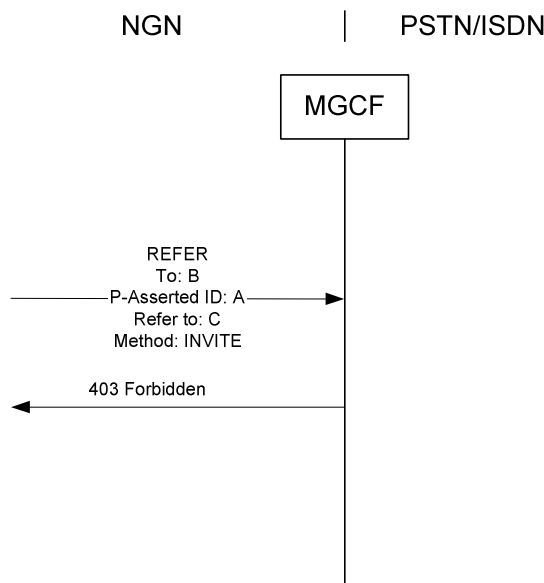 NGN | PSTN/ISDN
MGCF
REFER
To: B
P-Asserted ID: A
Refer to: C
Method: INVITE
403 Forbidden